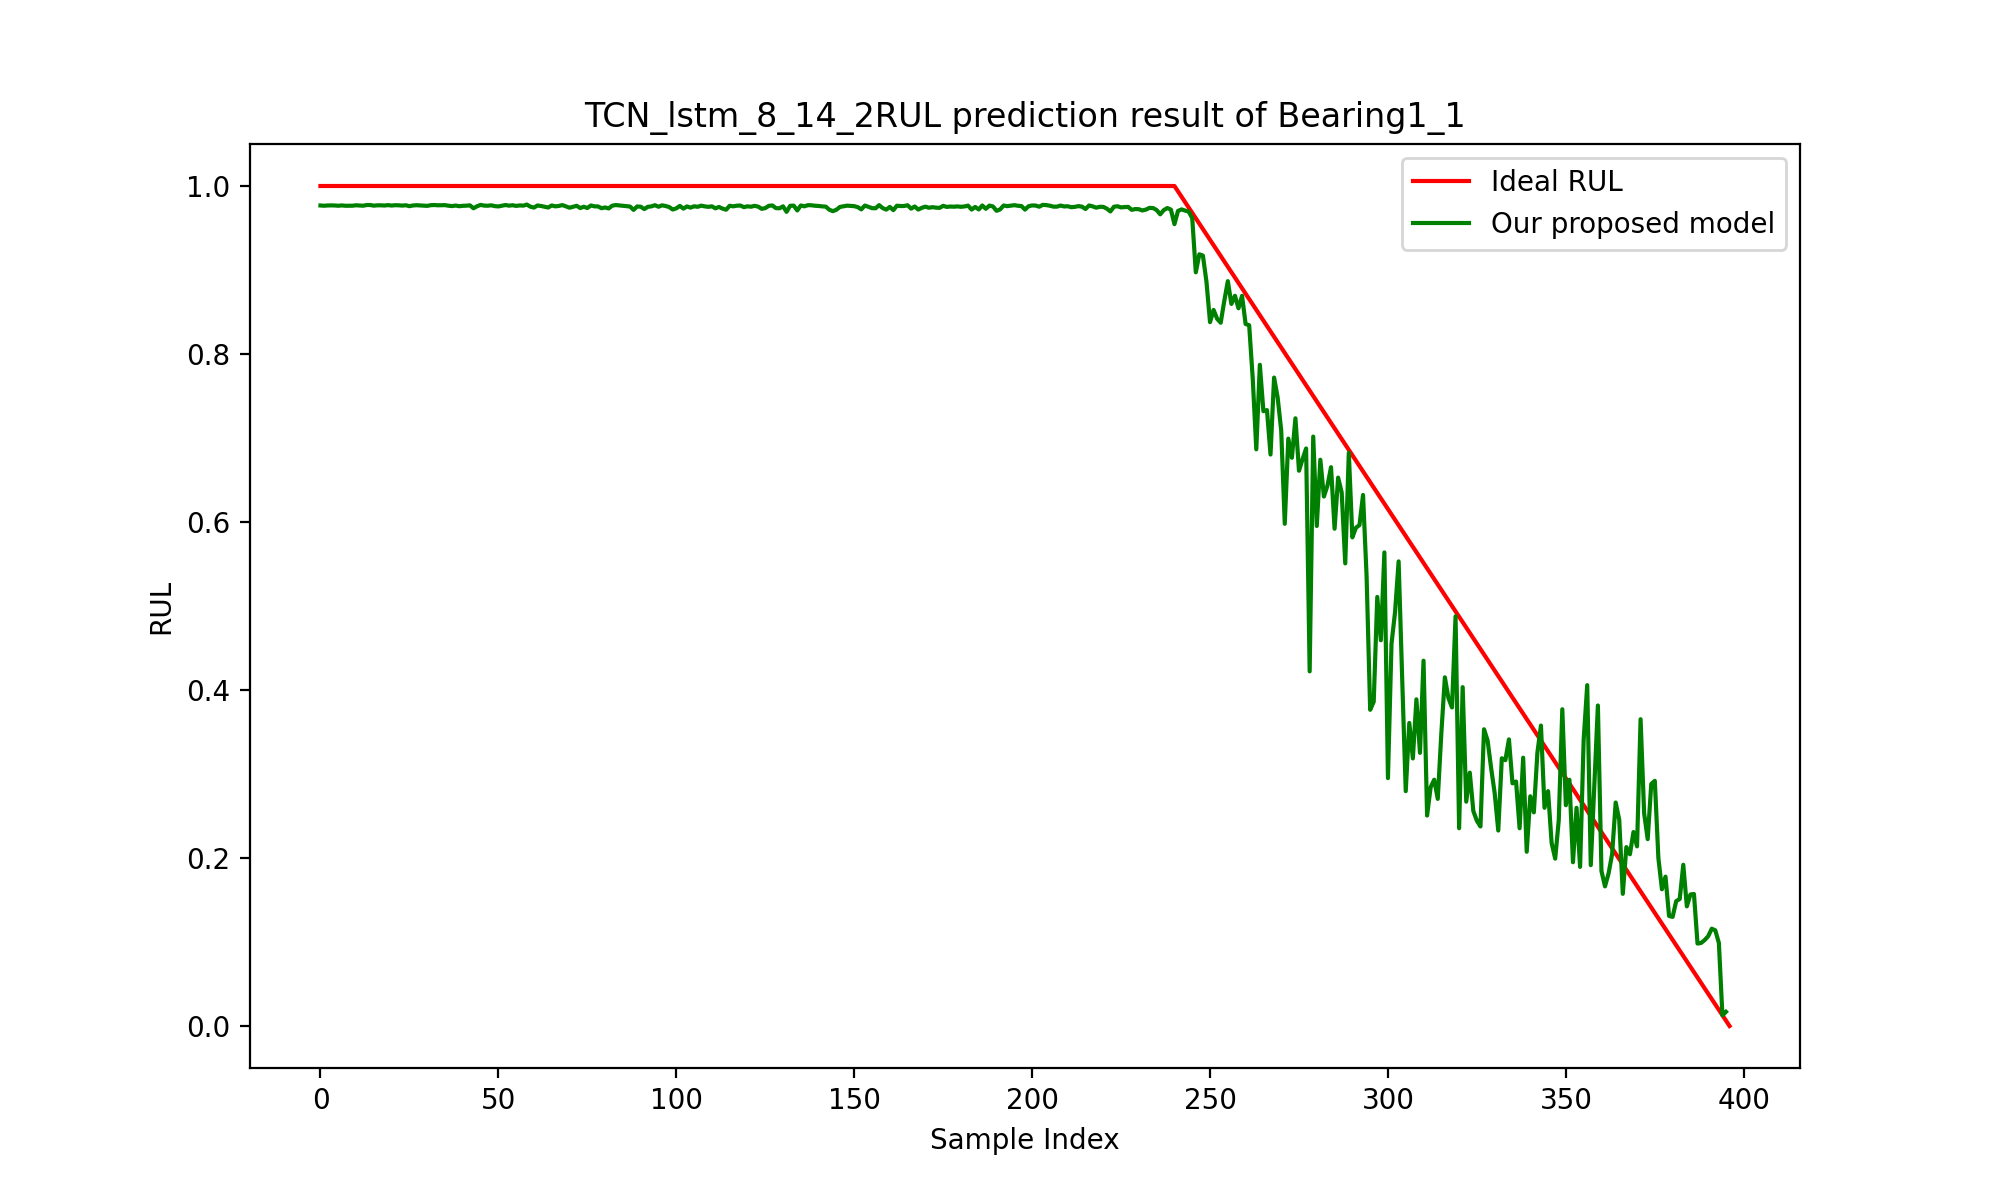 TCN_lstm_8_14_2RUL prediction result of Bearing1_1
Ideal RUL
Our proposed model
1.0
0.8
0.6
0.4
0.2
0.0
RUL
0 50 100 150 200 250 300 350 400
Sample Index